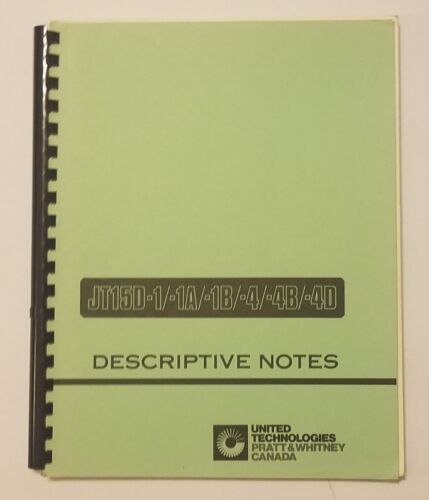 JT15D-1/-1A/-1B/-4/-4B/-4D
DESCRIPTIVE NOTES
UNITED
TECHNOLOGIES
PRATT & WHITNEY
CANADA